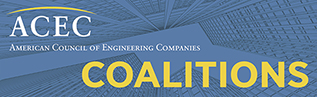 ACEC
AMERICAN COUNCIL OF ENGINEERING COMPANIES
COALITIONS